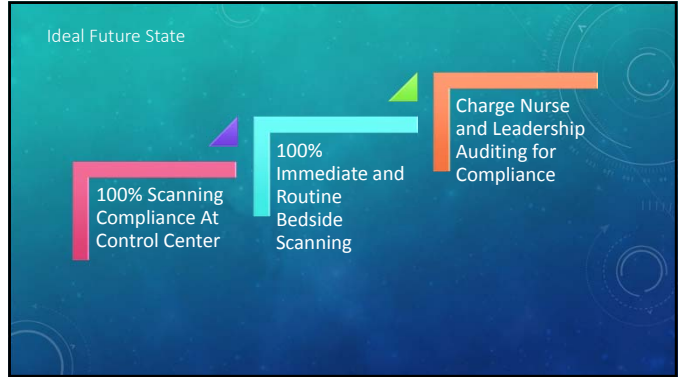 Ideal Future State
100% Scanning
Compliance At
Control Center
100%
Immediate and
Routine
Bedside
Scanning
Charge Nurse
and Leadership
Auditing for
Compliance